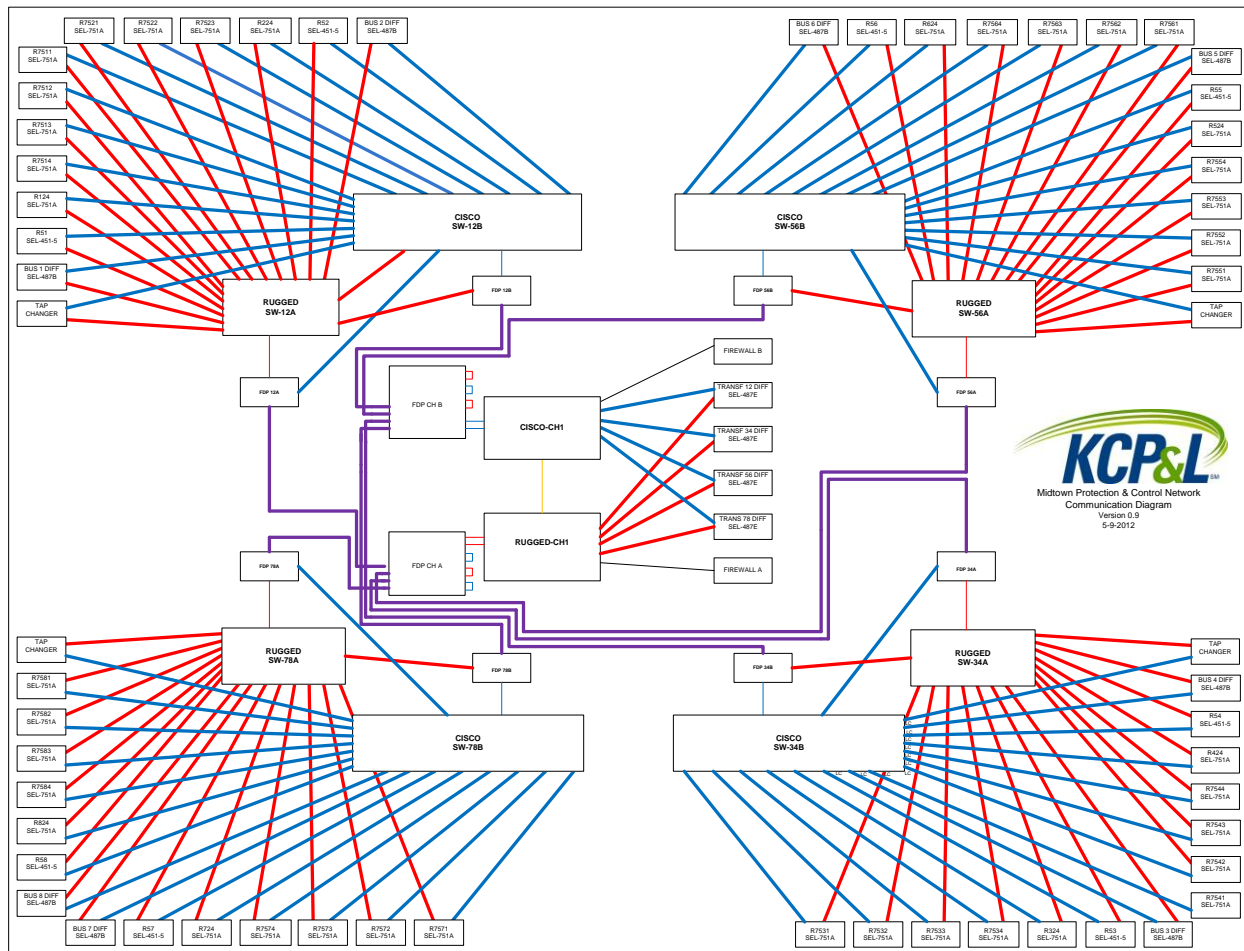 R7521
SEL-751A
R7522
SEL-751A
R7523
SEL-751A
R224
SEL-751A
R52
SEL-451-5
BUS 2 DIFF
SEL-487B
BUS 6 DIFF
SEL-487B
R56
SEL-451-5
R624
SEL-751A
R7564
SEL-751A
R7563
SEL-751A
R7562
SEL-751A
R7561
SEL-751A
R7511
SEL-751A
R7512
SEL-751A
R7513
SEL-751A
R7514
SEL-751A
R124
SEL-751A
R51
SEL-451-5
BUS 1 DIFF
SEL-487B
TAP
CHANGER
BUS 5 DIFF
SEL-487B
R55
SEL-451-5
R524
SEL-751A
R7554
SEL-751A
R7553
SEL-751A
R7552
SEL-751A
R7551
SEL-751A
TAP
CHANGER
CISCO
SW-12B
CISCO
SW-56B
RUGGED
SW-12A
FDP 12B
FDP 56B
RUGGED
SW-56A
FDP 12A
FDP 56A
FIREWALL B
FDP CH B
CISCO-CH1
TRANSF 12 DIFF
SEL-487E
TRANSF 34 DIFF
SEL-487E
TRANSF 56 DIFF
SEL-487E
TRANS 78 DIFF
SEL-487E
FDP CH A
RUGGED-CH1
FIREWALL A
KCP&L
SM
Midtown Protection & Control Network
Communication Diagram
Version 0.9
5-9-2012
FDP 78A
FDP 34A
RUGGED
SW-78A
FDP 78B
FDP 34B
RUGGED
SW-34A
CISCO
SW-78B
CISCO
SW-34B
LC
LC
LC
TAP
CHANGER
R7581
SEL-751A
R7582
SEL-751A
R7583
SEL-751A
R7584
SEL-751A
R824
SEL-751A
R58
SEL-451-5
BUS 8 DIFF
SEL-487B
TAP
CHANGER
BUS 4 DIFF
SEL-487B
R54
SEL-451-5
R424
SEL-751A
R7544
SEL-751A
R7543
SEL-751A
R7542
SEL-751A
R7541
SEL-751A
BUS 7 DIFF
SEL-487B
R57
SEL-451-5
R724
SEL-751A
R7574
SEL-751A
R7573
SEL-751A
R7572
SEL-751A
R7571
SEL-751A
R7531
SEL-751A
R7532
SEL-751A
R7533
SEL-751A
R7534
SEL-751A
R324
SEL-751A
R53
SEL-451-5
BUS 3 DIFF
SEL-487B